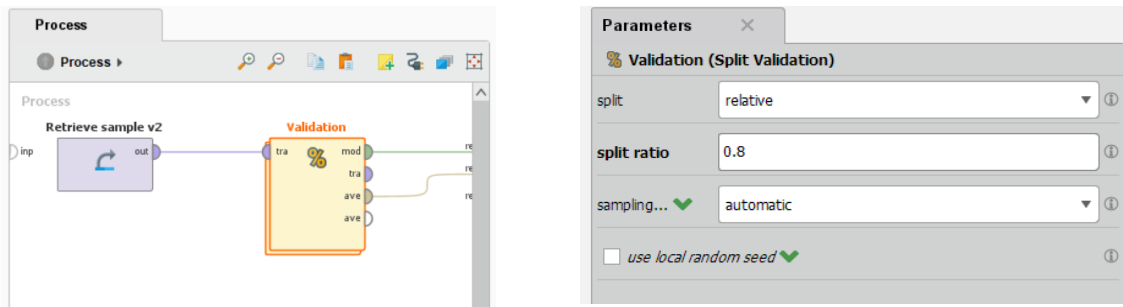 Process
Process
Process
Retrieve sample v2
inp
out
Validation
tra
mod
tra
ave
ave
re
re
re
Parameters
% Validation (Split Validation)
split
relative
split ratio
0.8
sampling...
automatic
use local random seed